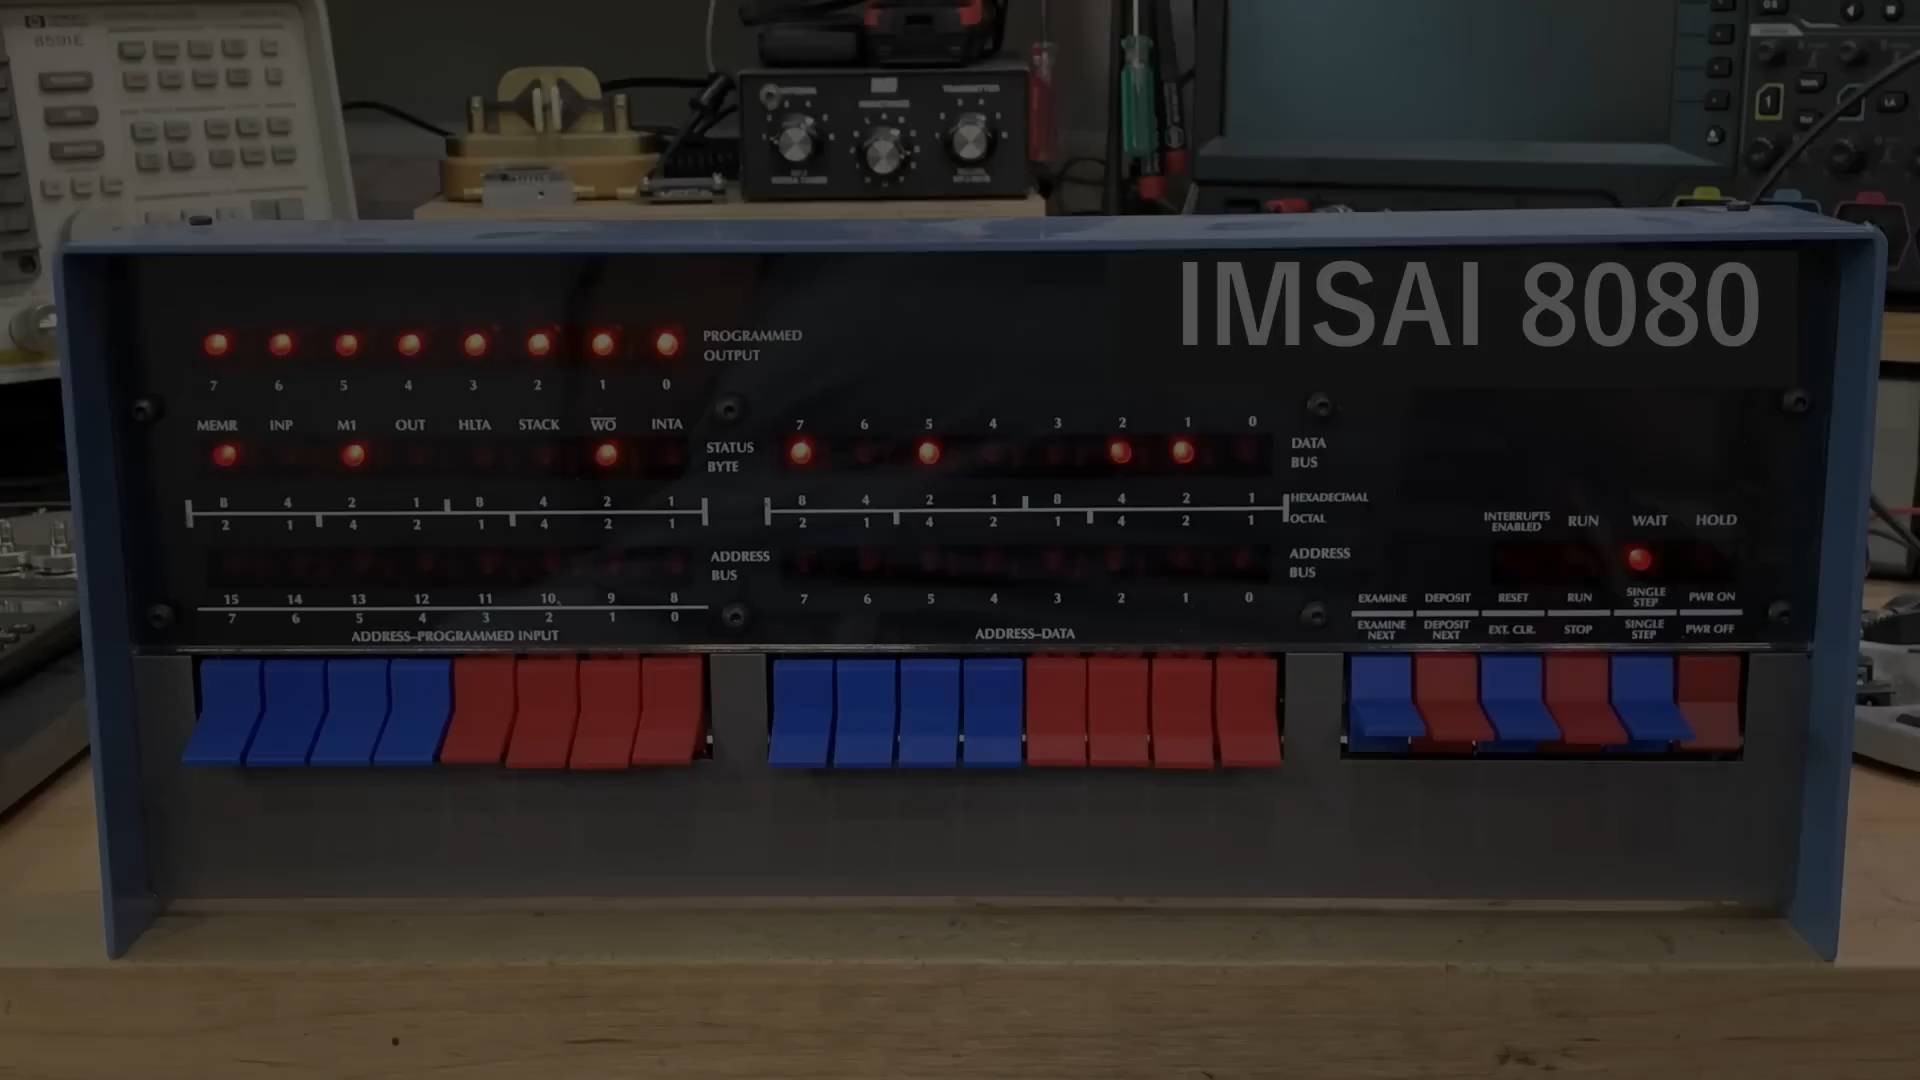 8591E
TRANSMITTER
IMSAI 8080
PROGRAMMED
OUTPUT
7 6 5 4 3 2 1 0
MEMR INP M1 OUT HLTA STACK WO INTA
STATUS
BYTE
7 6 5 4 3 2 1 0
DATA
BUS
8 4 2 1 8 4 2 1
2 1 4 2 1 4 2 1
8 4 2 1 8 4 2 1
2 1 4 2 1 4 2 1
HEXADECIMAL
OCTAL
ADDRESS
BUS
ADDRESS
BUS
INTERRUPTS
ENABLED
RUN WAIT HOLD
15 14 13 12 11 10 9 8
7 6 5 4 3 2 1 0
ADDRESS–PROGRAMMED INPUT
7 6 5 4 3 2 1 0
ADDRESS–DATA
EXAMINE DEPOSIT RESET RUN SINGLE STEP PWR ON
EXAMINE NEXT DEPOSIT NEXT EXT. CLR. STOP SINGLE STEP PWR OFF